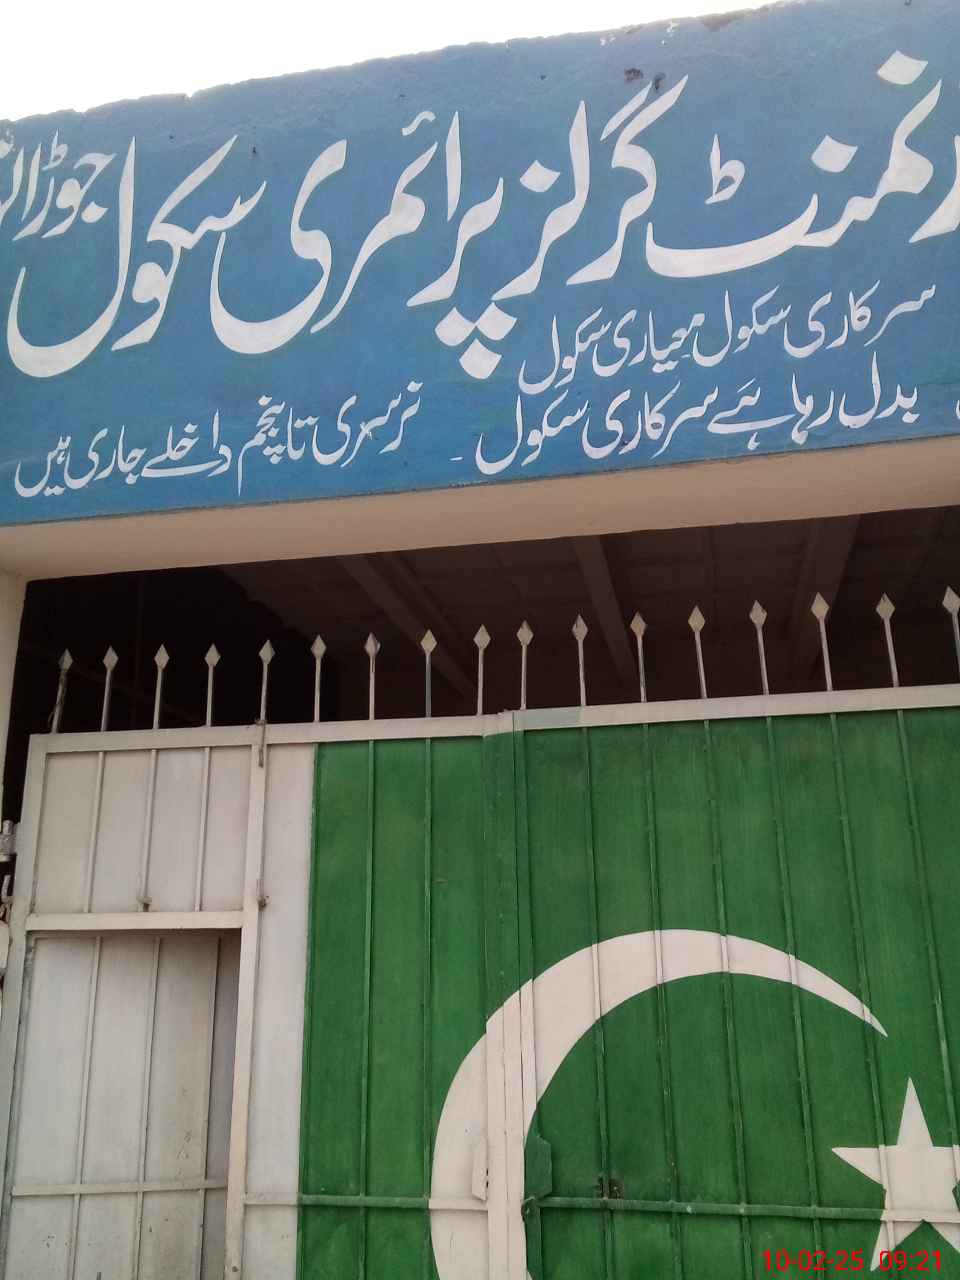 گرلز پرائمری سکول جوڑا
سرکاری سکول معیاری سکول
بدل رہا ہے سرکاری سکول
نرسری تا پنجم داخلے جاری ہیں
10-02-25 09:21